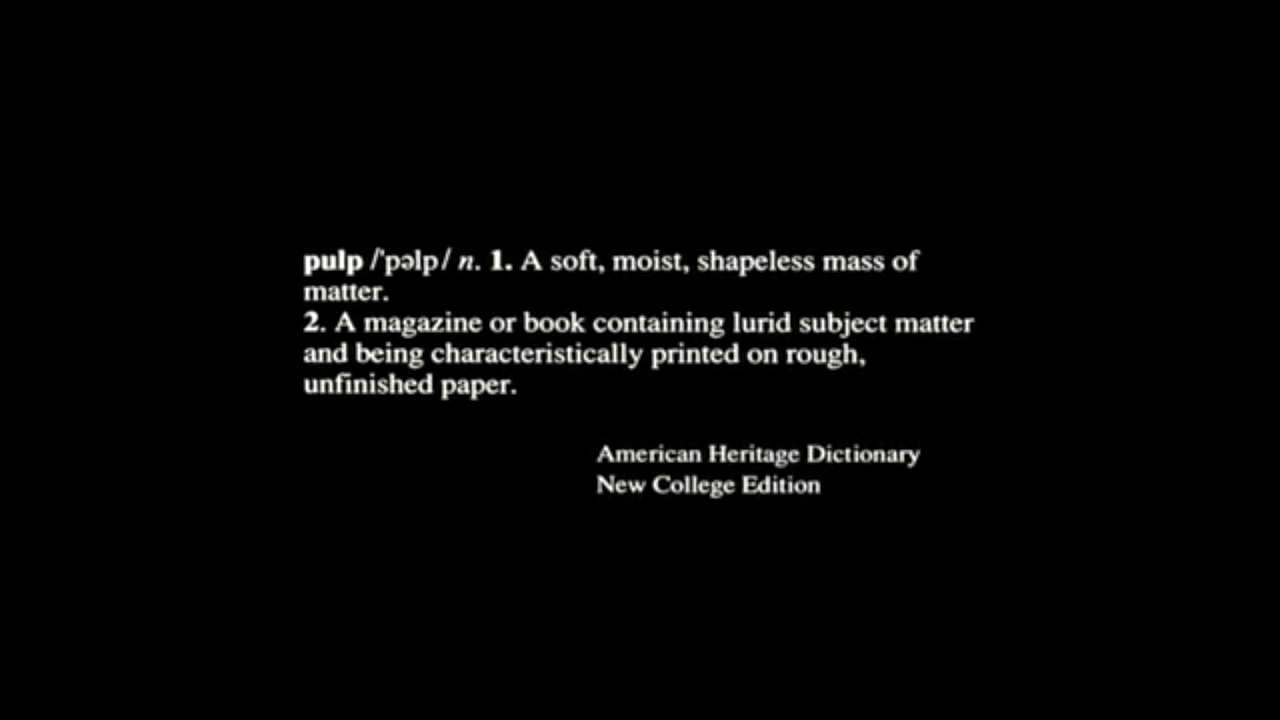 pulp /'pəlp/ n. 1. A soft, moist, shapeless mass of
matter.
2. A magazine or book containing lurid subject matter
and being characteristically printed on rough,
unfinished paper.
American Heritage Dictionary
New College Edition